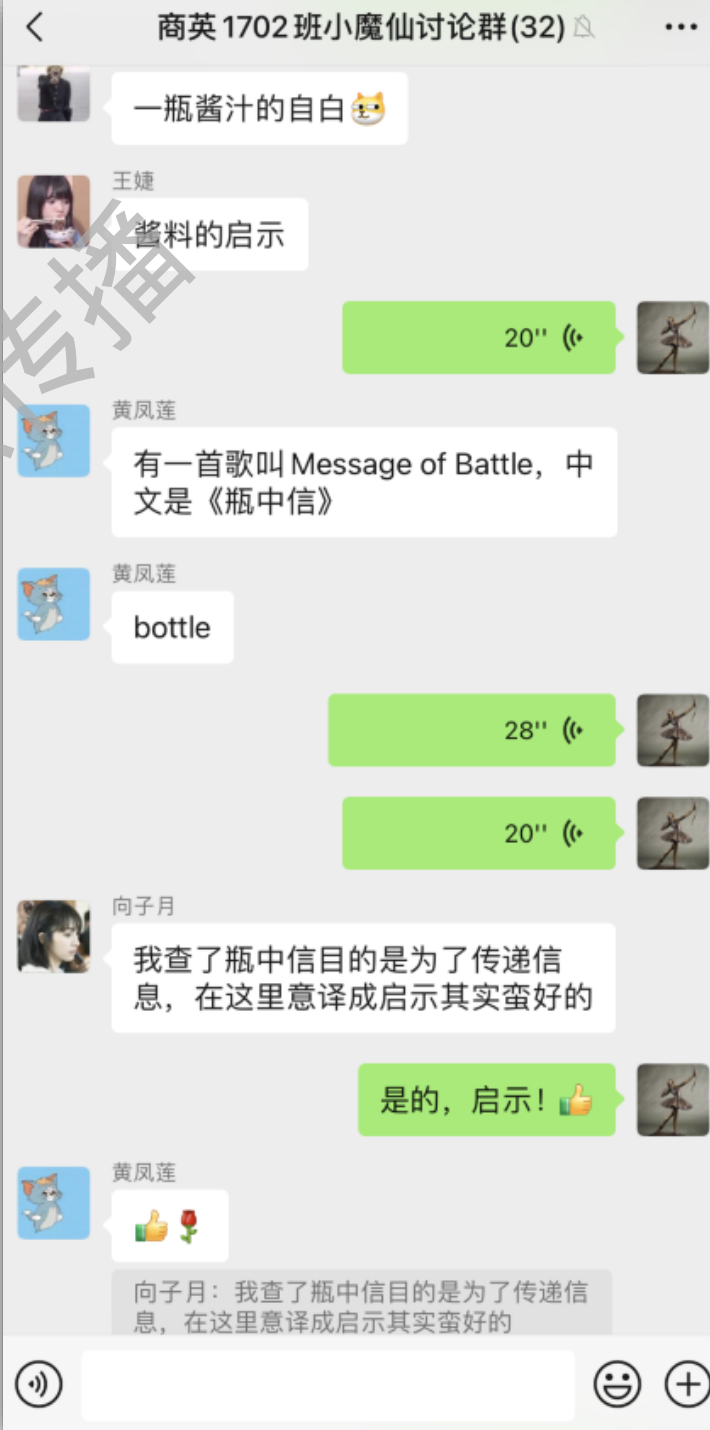 商英1702班小魔仙讨论群(32)
一瓶酱汁的自白
王婕
酱料的启示
20''
黄凤莲
有一首歌叫Message of Battle，中
文是《瓶中信》
黄凤莲
bottle
28''
20''
向子月
我查了瓶中信目的是为了传递信
息，在这里意译成启示其实蛮好的
是的，启示！
黄凤莲
向子月：我查了瓶中信目的是为了传递信
息，在这里意译成启示其实蛮好的
传播